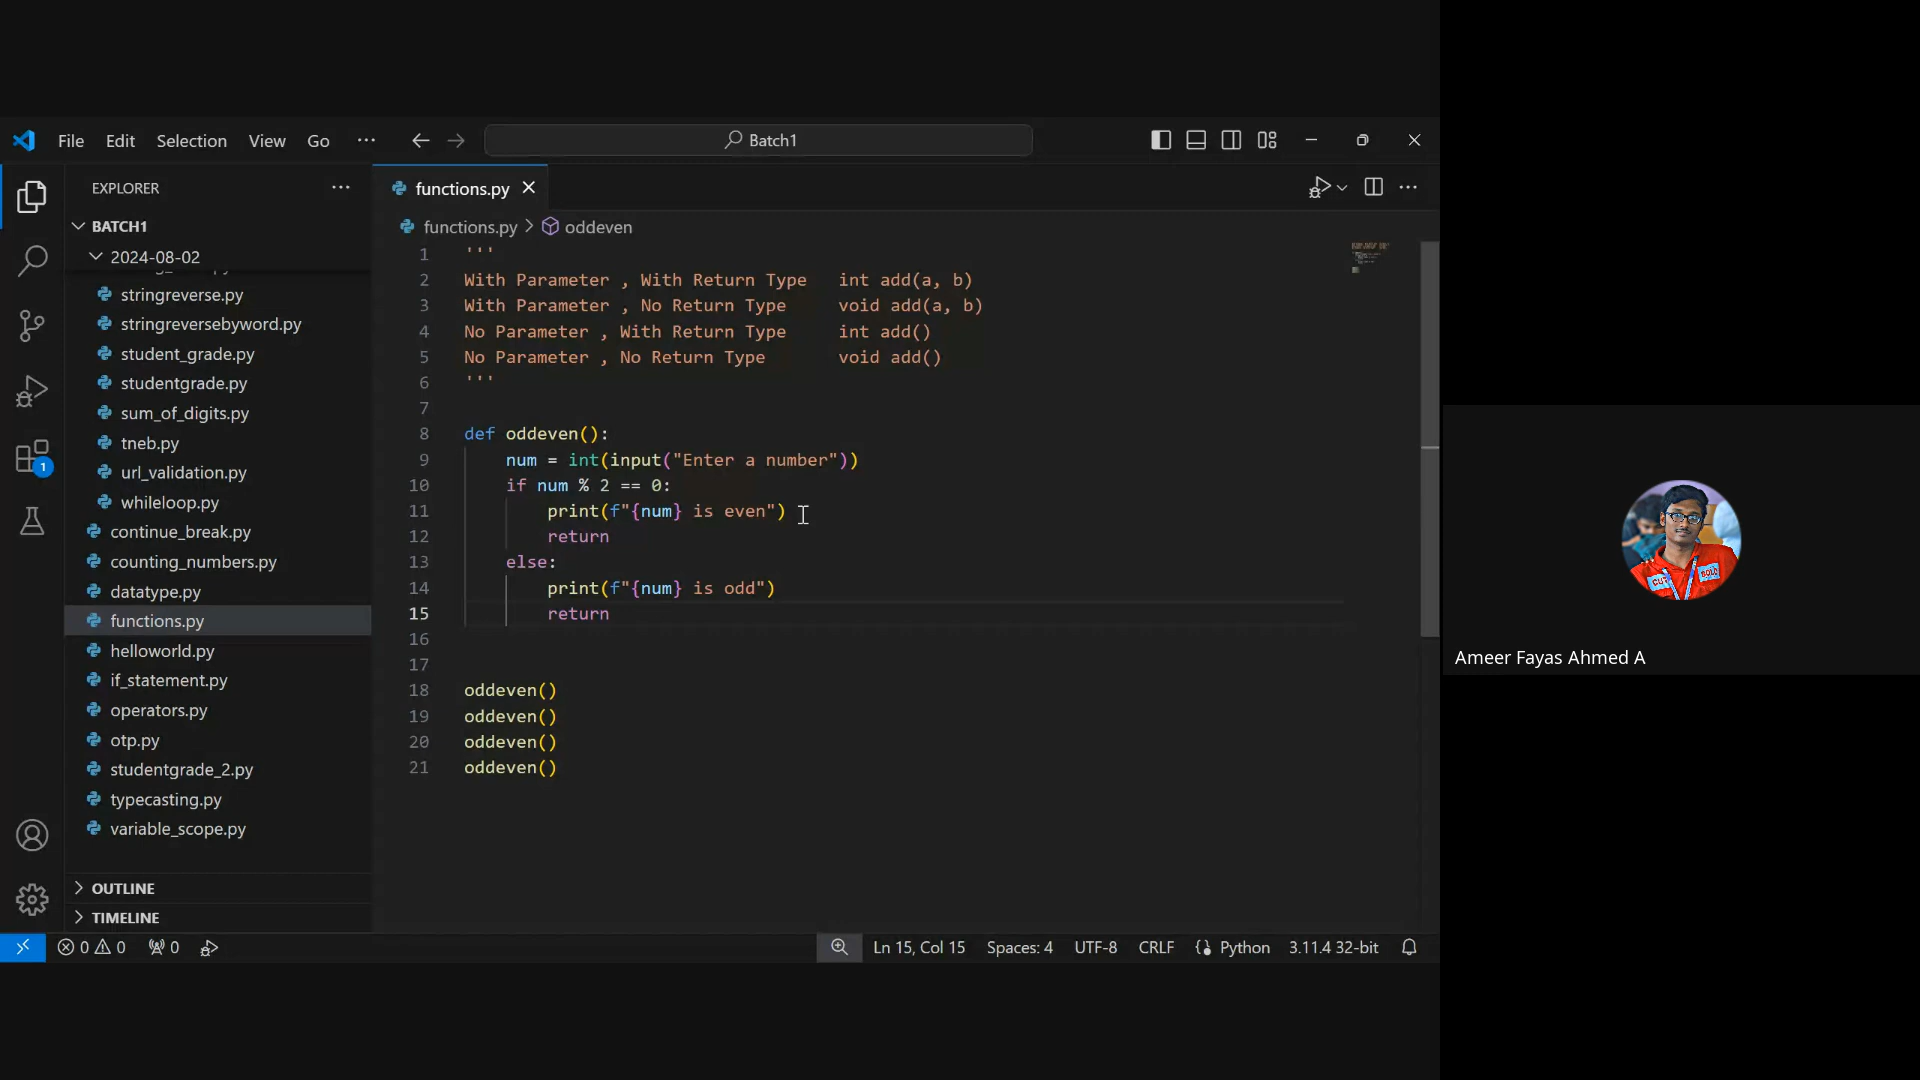 File Edit Selection View Go ··· Batch1
EXPLORER ···
BATCH1
2024-08-02
stringreverse.py
stringreversebyword.py
student_grade.py
studentgrade.py
sum_of_digits.py
tneb.py
url_validation.py
whileloop.py
continue_break.py
counting_numbers.py
datatype.py
functions.py
helloworld.py
if_statement.py
operators.py
otp.py
studentgrade_2.py
typecasting.py
variable_scope.py
OUTLINE
TIMELINE
1
functions.py
functions.py > oddeven
1 '''
2 With Parameter , With Return Type   int add(a, b)
3 With Parameter , No Return Type     void add(a, b)
4 No Parameter , With Return Type     int add()
5 No Parameter , No Return Type       void add()
6 '''
7
8 def oddeven():
9     num = int(input("Enter a number"))
10     if num % 2 == 0:
11         print(f"{num} is even")
12         return
13     else:
14         print(f"{num} is odd")
15         return
16
17
18 oddeven()
19 oddeven()
20 oddeven()
21 oddeven()
0 0 0 Ln 15, Col 15 Spaces: 4 UTF-8 CRLF Python 3.11.4 32-bit
Ameer Fayas Ahmed A